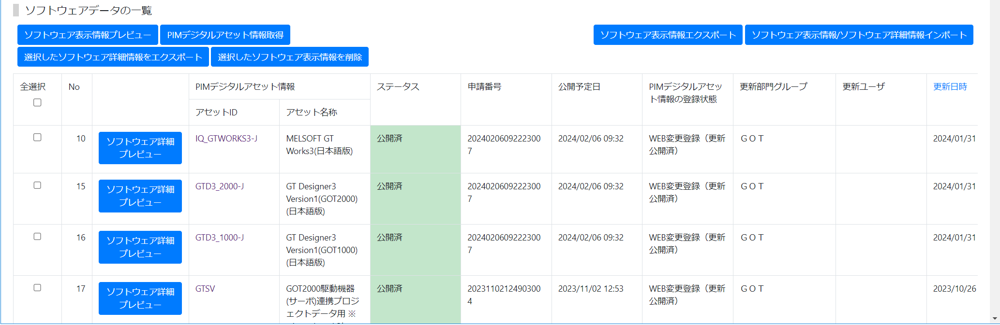 ソフトウェアデータの一覧
ソフトウェア表示情報プレビュー PIMデジタルアセット情報取得 ソフトウェア表示情報エクスポート ソフトウェア表示情報/ソフトウェア詳細情報インポート
選択したソフトウェア詳細情報をエクスポート 選択したソフトウェア表示情報を削除
全選択 No PIMデジタルアセット情報 ステータス 申請番号 公開予定日 PIMデジタルアセッ 更新部門グループ 更新ユーザ 更新日時
ト情報の登録状態
アセットID アセット名称
10 ソフトウェア詳細 IQ_GTWORKS3-J MELSOFT GT 公開済 2024020609222300 2024/02/06 09:32 WEB変更登録（更新 ＧＯＴ 2024/01/31
プレビュー Works3(日本語版) 7 公開済）
15 ソフトウェア詳細 GTD3_2000-J GT Designer3 公開済 2024020609222300 2024/02/06 09:32 WEB変更登録（更新 ＧＯＴ 2024/01/31
プレビュー Version1(GOT2000) 7 公開済）
(日本語版)
16 ソフトウェア詳細 GTD3_1000-J GT Designer3 公開済 2024020609222300 2024/02/06 09:32 WEB変更登録（更新 ＧＯＴ 2024/01/31
プレビュー Version1(GOT1000) 7 公開済）
(日本語版)
17 ソフトウェア詳細 GTSV GOT2000駆動機器 公開済 2023110212490300 2023/11/02 12:53 WEB変更登録（更新 ＧＯＴ 2023/10/26
プレビュー (サーボ)連携プロジ 4 公開済）
ェクトデータ用 ※